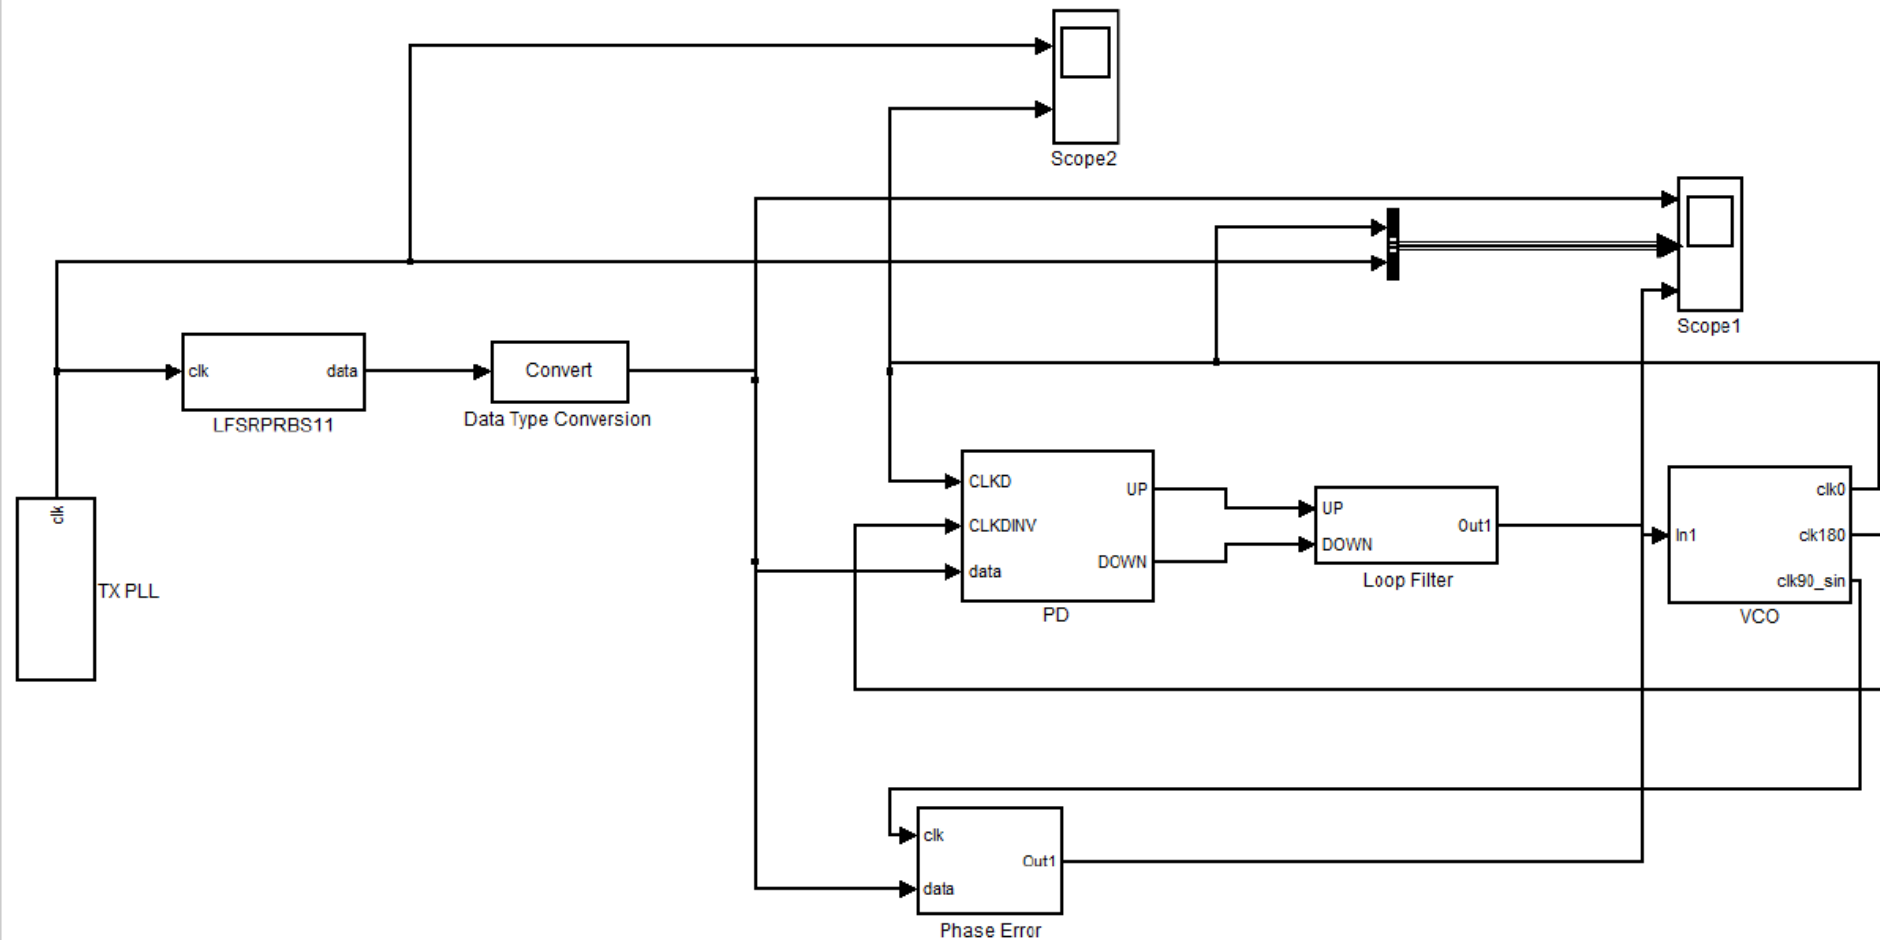 Scope2
Scope1
clk
data
Convert
LFSRPRBS11
Data Type Conversion
clk
TX PLL
CLKD
CLKDINV
data
UP
DOWN
PD
UP
DOWN
Out1
Loop Filter
In1
clk0
clk180
clk90_sin
VCO
clk
data
Out1
Phase Error